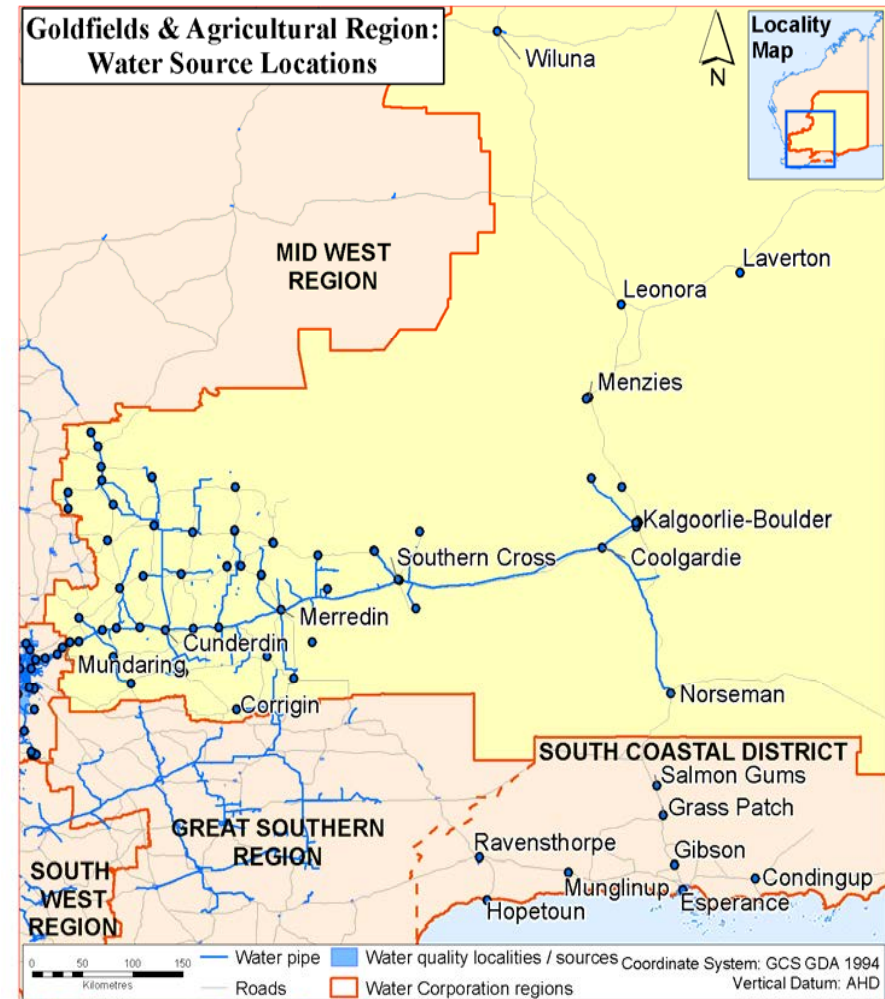 Goldfields & Agricultural Region:
Water Source Locations
Locality
Map
N
Wiluna
MID WEST
REGION
Laverton
Leonora
Menzies
Kalgoorlie-Boulder
Southern Cross
Coolgardie
Merredin
Cunderdin
Mundaring
Corrigin
Norseman
SOUTH COASTAL DISTRICT
Salmon Gums
Grass Patch
GREAT SOUTHERN
REGION
Ravensthorpe
Gibson
Munglinup
Condingup
Esperance
Hopetoun
SOUTH
WEST
REGION
0 50 100 150
Kilometres
Water pipe
Roads
Water quality localities / sources
Water Corporation regions
Coordinate System: GCS GDA 1994
Vertical Datum: AHD